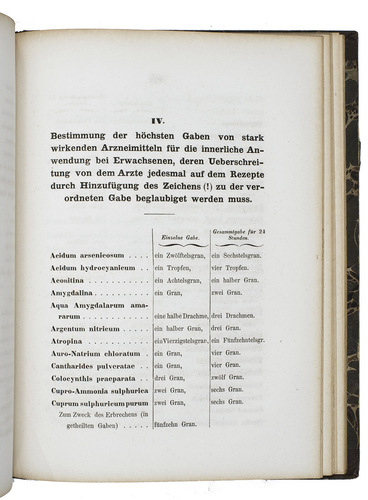 IV.
Bestimmung der höchsten Gaben von stark
wirkenden Arzneimitteln für die innerliche An-
wendung bei Erwachsenen, deren Ueberschrei-
tung von dem Arzte jedesmal auf dem Rezepte
durch Hinzufügung des Zeichens (!) zu der ver-
ordneten Gabe beglaubiget werden muss.
Einzelne Gabe. Gesammtgabe für 24
Stunden.
Acidum arsenicosum . . . ein Zwölftelsgran, ein Sechstelsgran.
Acidum hydrocyanicum . . ein Tropfen, vier Tropfen.
Aconitina . . . . ein Achtelsgran, ein halber Gran.
Amygdalina . . . . ein Gran, zwei Gran.
Aqua Amygdalarum ama-
rarum . . . . eine halbe Drachme, drei Drachmen.
Argentum nitricum . . . ein halber Gran, drei Gran.
Atropina . . . . ein Vierzigstelsgran, ein Fünfzehntelsgr.
Auro-Natrium chloratum . ein Gran, vier Gran.
Cantharides pulveratae . . ein Gran, vier Gran.
Colocynthis praeparata . . drei Gran, zwölf Gran.
Cupro-Ammonia sulphurica zwei Gran, sechs Gran.
Cuprum sulphuricum purum zwei Gran, sechs Gran.
Zum Zweck des Erbrechens (in
getheilten Gaben) . . . fünfzehn Gran.